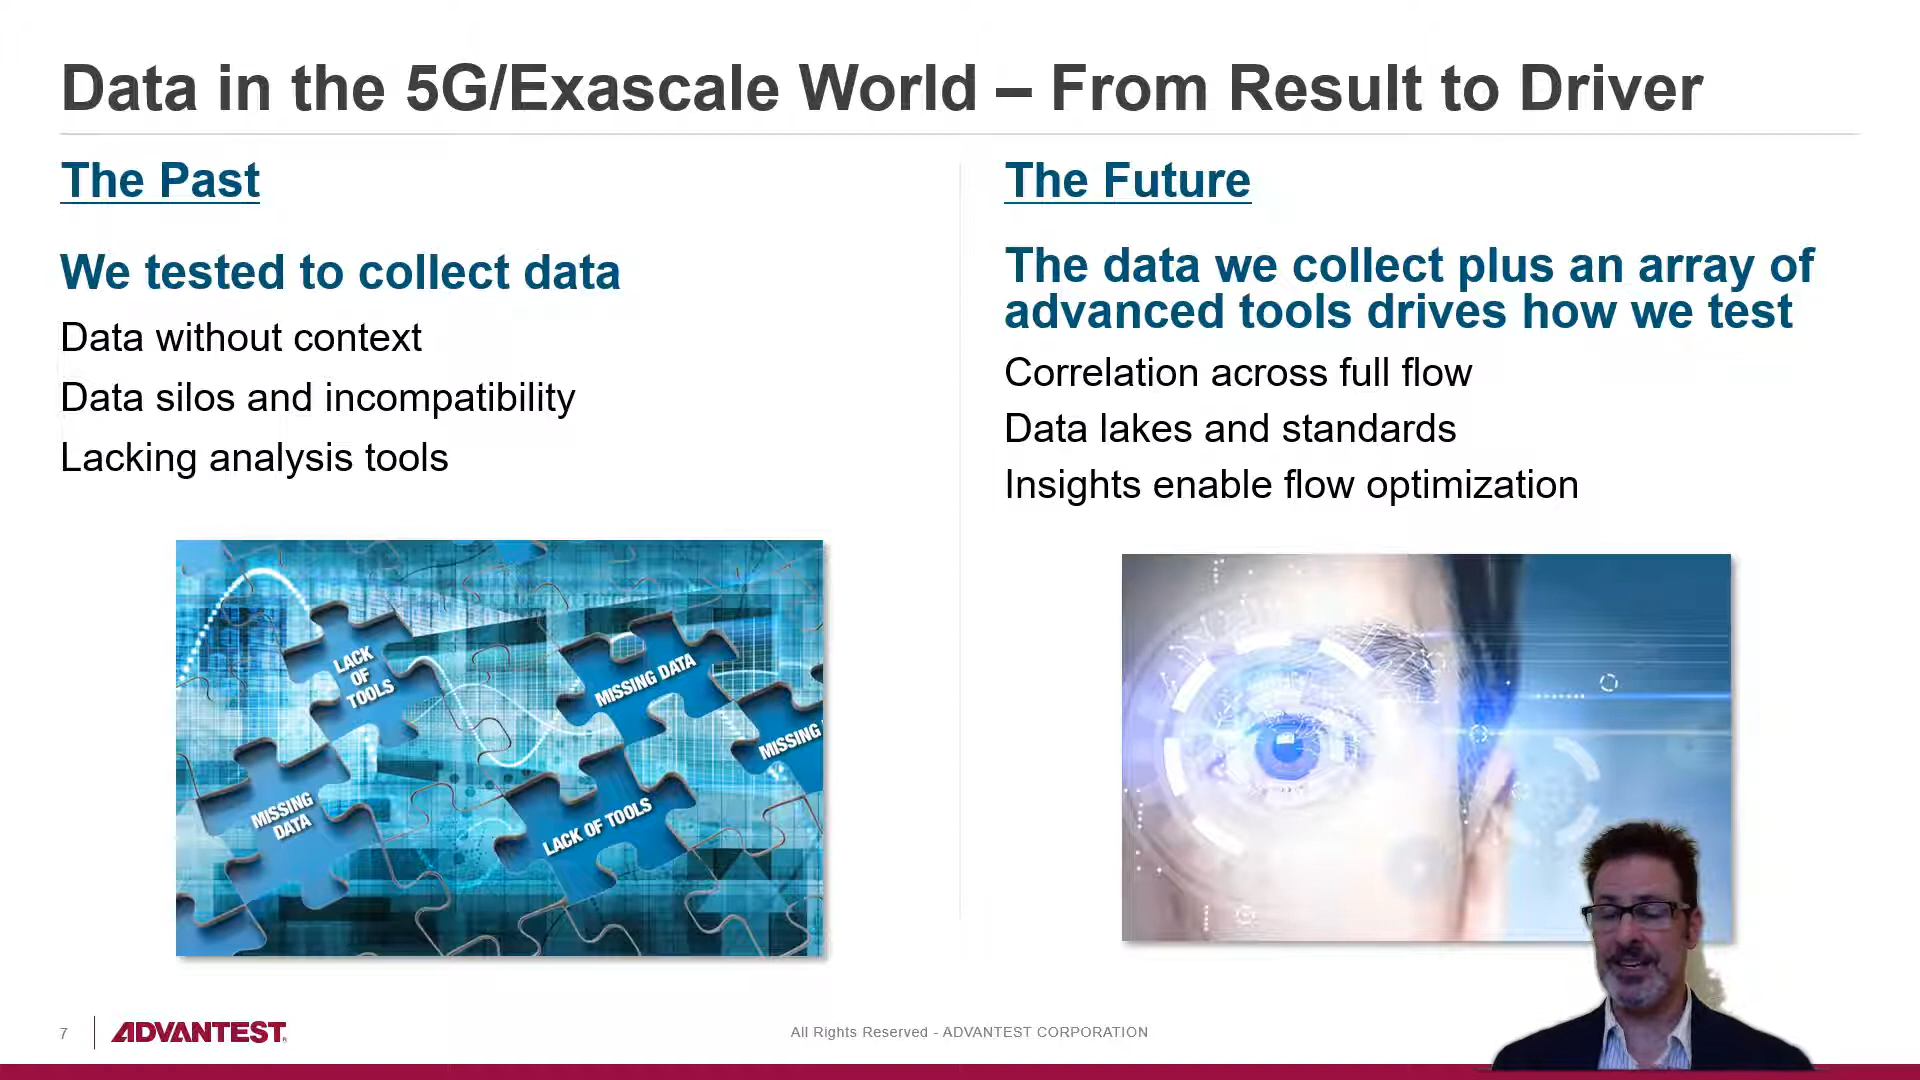 Data in the 5G/Exascale World – From Result to Driver
The Past
We tested to collect data
Data without context
Data silos and incompatibility
Lacking analysis tools
LACK
OF
TOOLS
MISSING DATA
MISSING
MISSING
DATA
LACK OF TOOLS
The Future
The data we collect plus an array of
advanced tools drives how we test
Correlation across full flow
Data lakes and standards
Insights enable flow optimization
7
ADVANTEST
All Rights Reserved - ADVANTEST CORPORATION